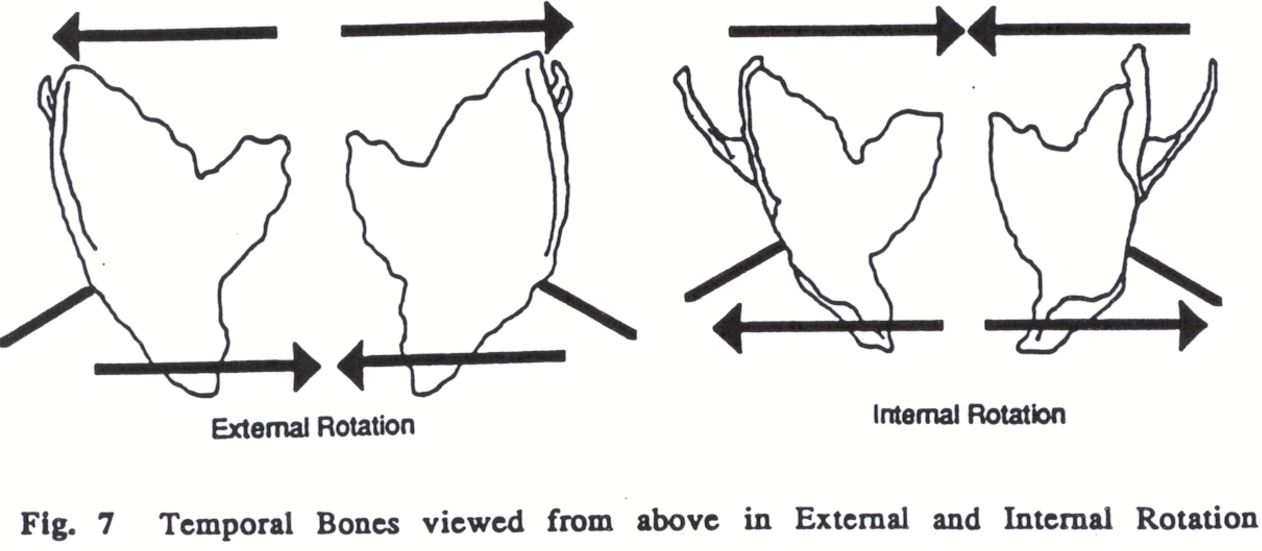 External Rotation
Internal Rotation
Fig. 7 Temporal Bones viewed from above in External and Internal Rotation